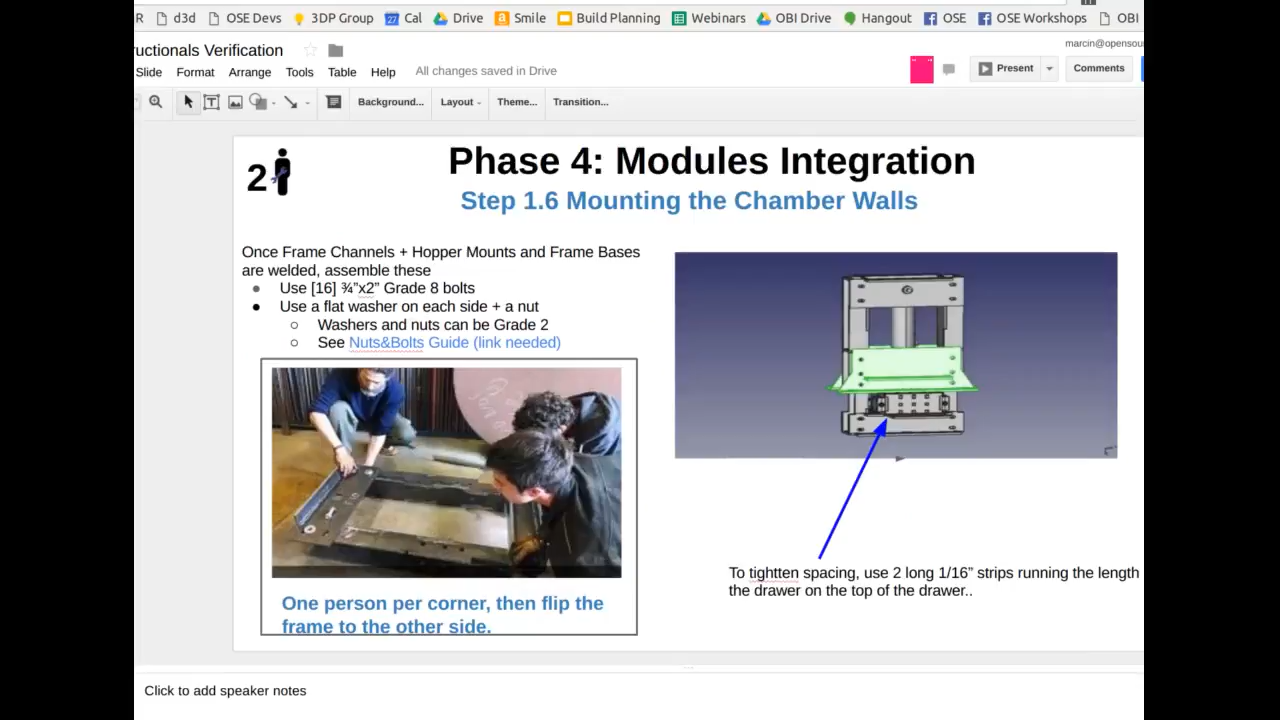 R d3d OSE Devs 3DP Group 27 Cal Drive a Smile Build Planning Webinars OBI Drive Hangout OSE OSE Workshops OBI
uctionals Verification
marcin@opensou
Slide Format Arrange Tools Table Help All changes saved in Drive
Present Comments
Background... Layout Theme... Transition...
2
Phase 4: Modules Integration
Step 1.6 Mounting the Chamber Walls
Once Frame Channels + Hopper Mounts and Frame Bases
are welded, assemble these
● Use [16] ¾”x2” Grade 8 bolts
● Use a flat washer on each side + a nut
○ Washers and nuts can be Grade 2
○ See Nuts&Bolts Guide (link needed)
One person per corner, then flip the
frame to the other side.
To tightten spacing, use 2 long 1/16” strips running the length
the drawer on the top of the drawer..
Click to add speaker notes